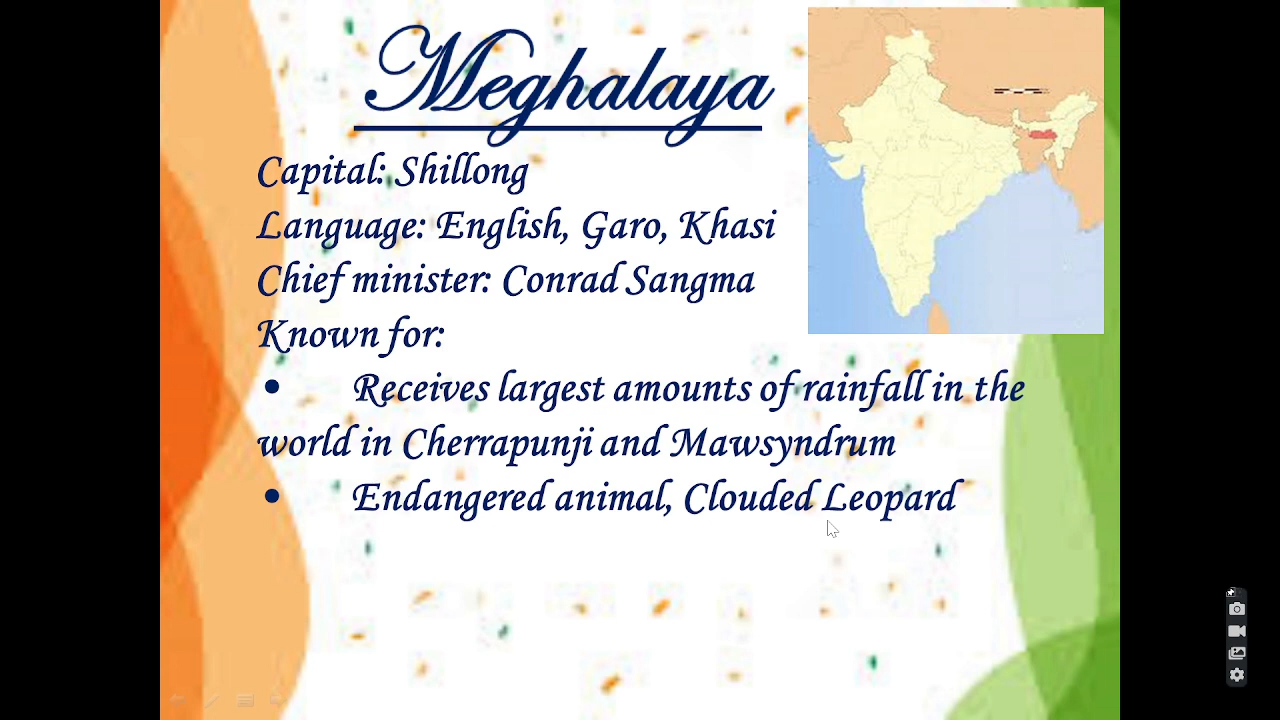 Meghalaya
Capital: Shillong
Language: English, Garo, Khasi
Chief minister: Conrad Sangma
Known for:
• Receives largest amounts of rainfall in the
world in Cherrapunji and Mawsyndrum
• Endangered animal, Clouded Leopard